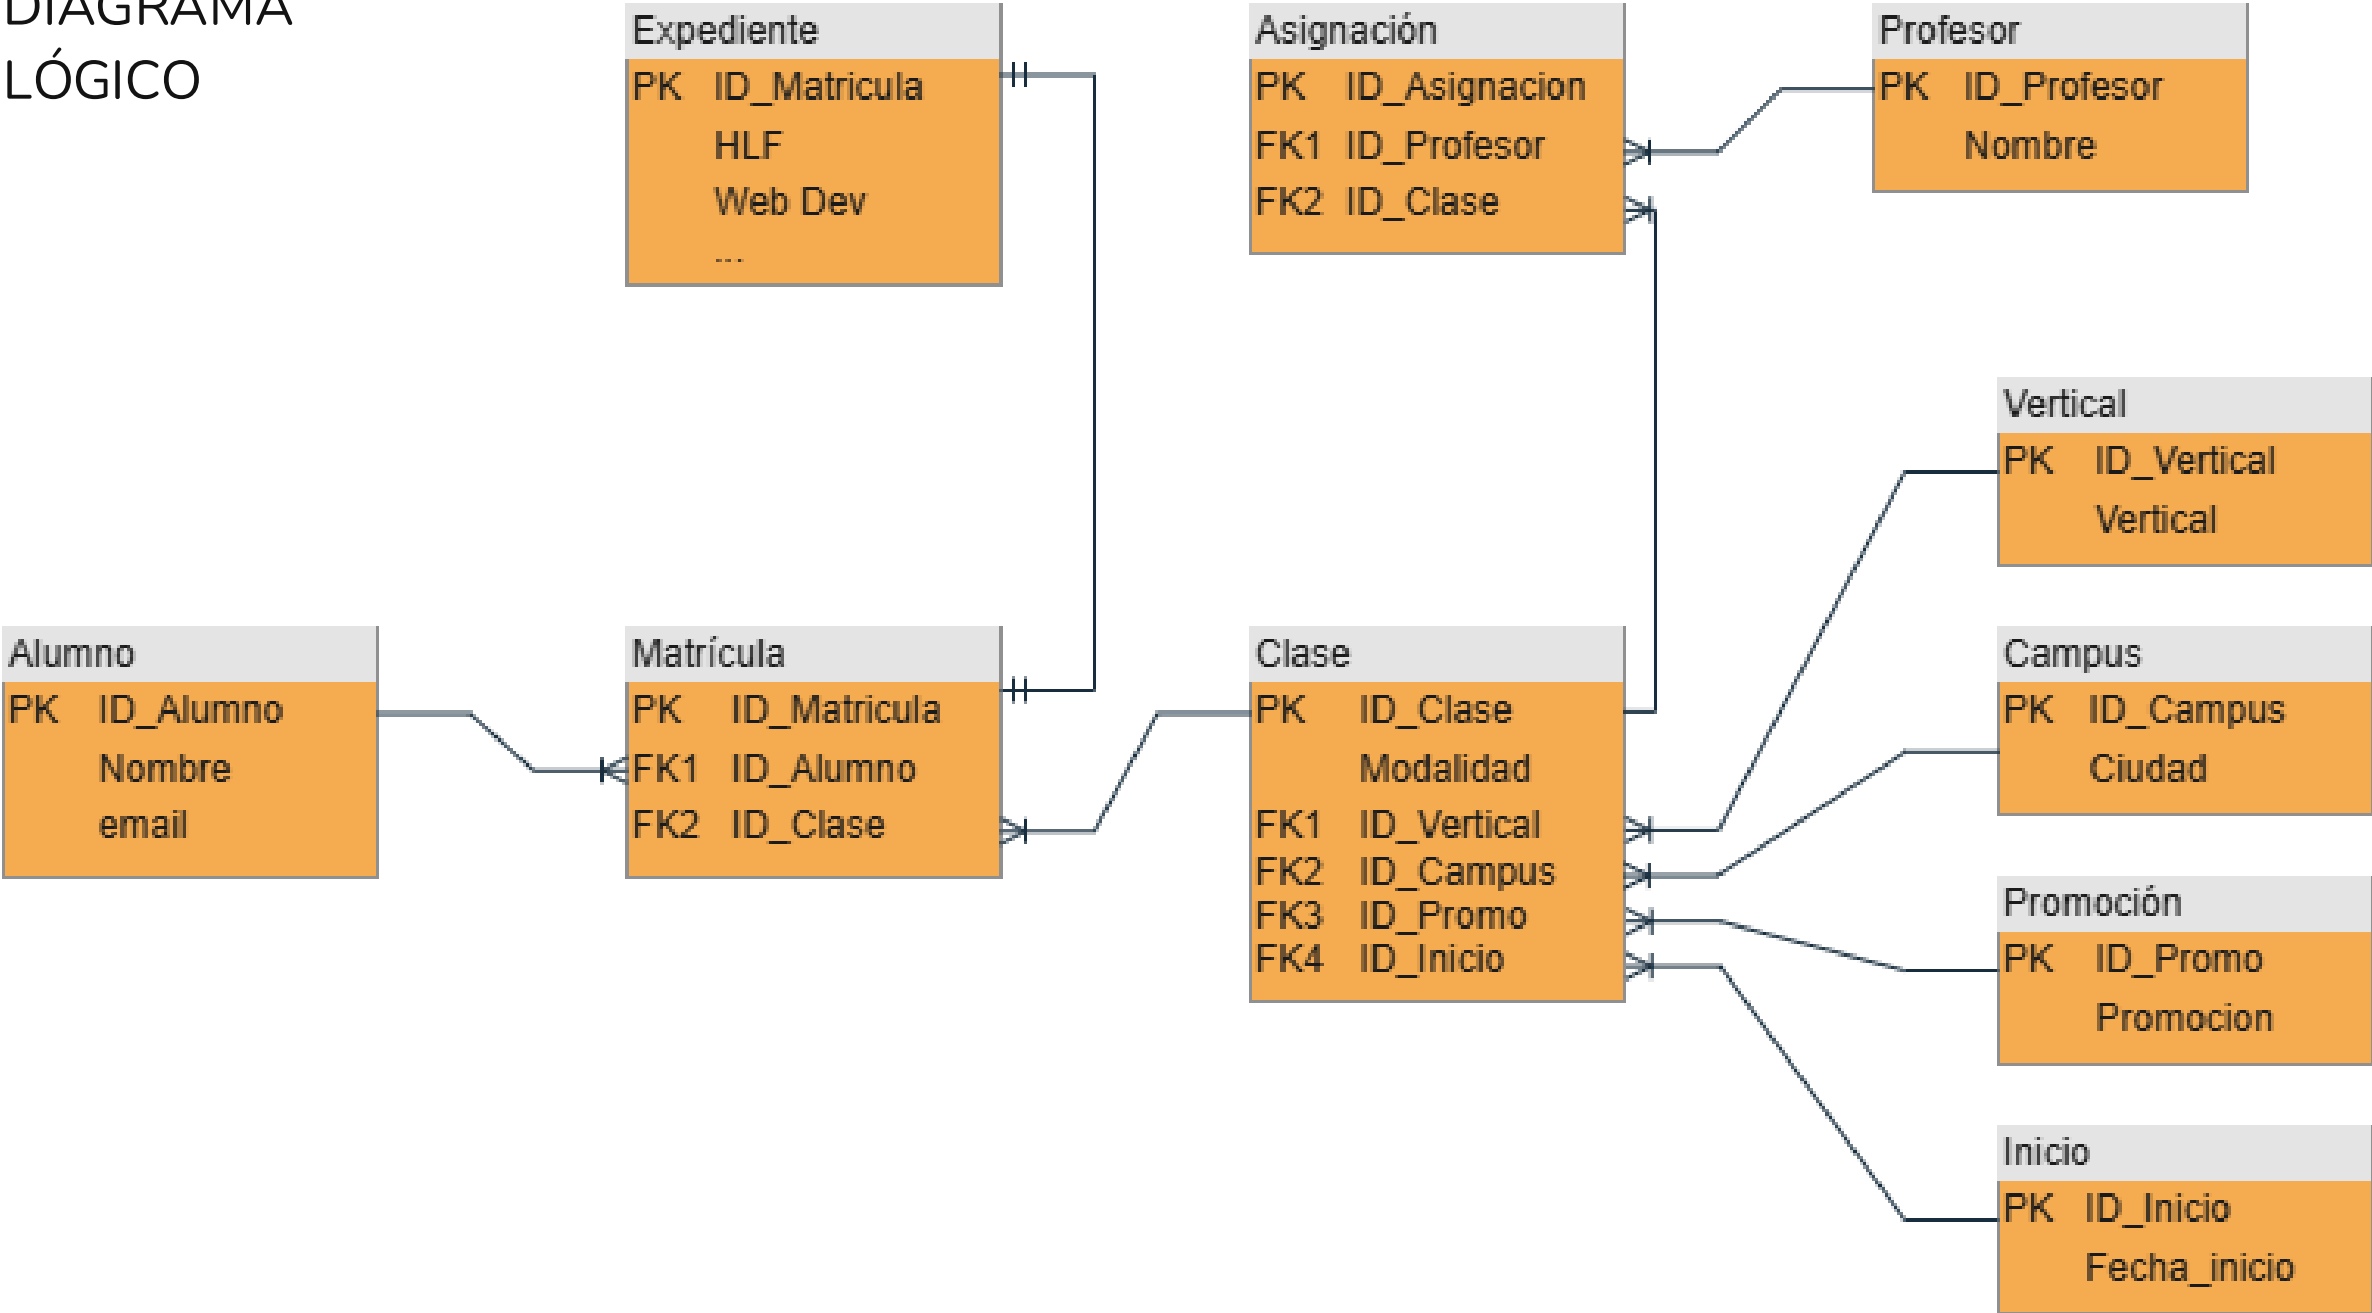 DIAGRAMA
LÓGICO
Expediente
PK ID_Matricula
HLF
Web Dev
...
Asignación
PK ID_Asignacion
FK1 ID_Profesor
FK2 ID_Clase
Profesor
PK ID_Profesor
Nombre
Vertical
PK ID_Vertical
Vertical
Alumno
PK ID_Alumno
Nombre
email
Matrícula
PK ID_Matricula
FK1 ID_Alumno
FK2 ID_Clase
Clase
PK ID_Clase
Modalidad
FK1 ID_Vertical
FK2 ID_Campus
FK3 ID_Promo
FK4 ID_Inicio
Campus
PK ID_Campus
Ciudad
Promoción
PK ID_Promo
Promocion
Inicio
PK ID_Inicio
Fecha_inicio